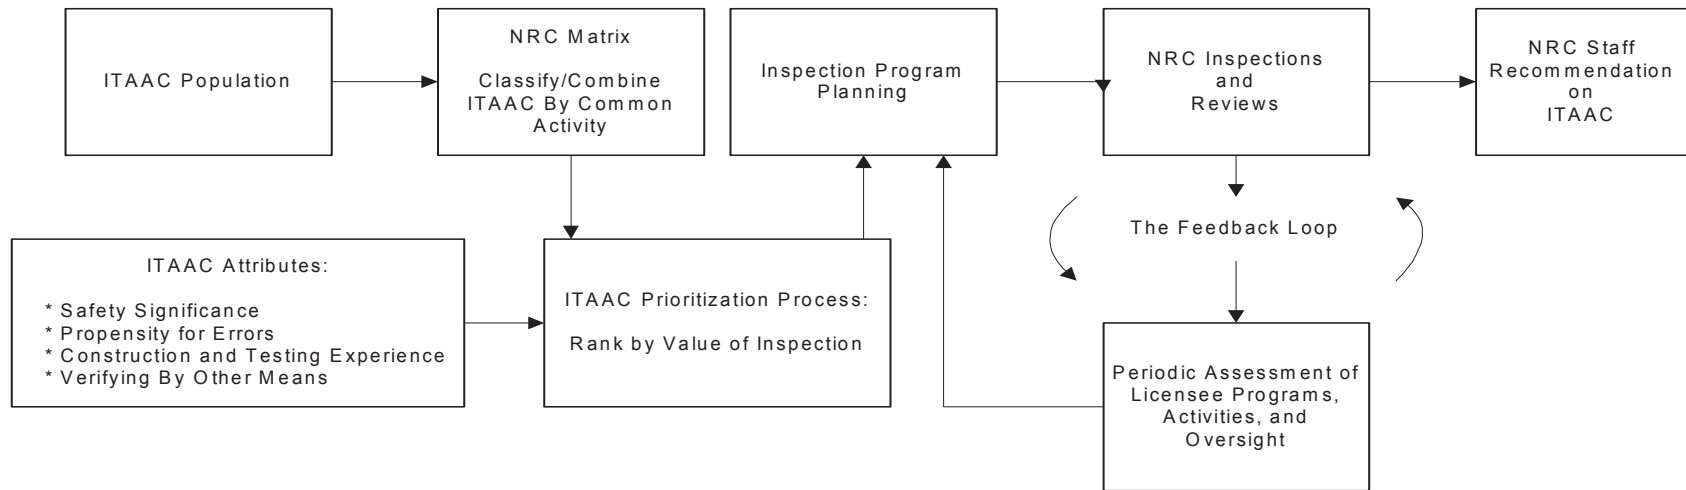 ITAAC Population
NRC Matrix
Classify/Combine
ITAAC By Common
Activity
Inspection Program
Planning
NRC Inspections
and
Reviews
NRC Staff
Recommendation
on
ITAAC
The Feedback Loop
ITAAC Attributes:
* Safety Significance
* Propensity for Errors
* Construction and Testing Experience
* Verifying By Other Means
ITAAC Prioritization Process:
Rank by Value of Inspection
Periodic Assessment of
Licensee Programs,
Activities, and
Oversight